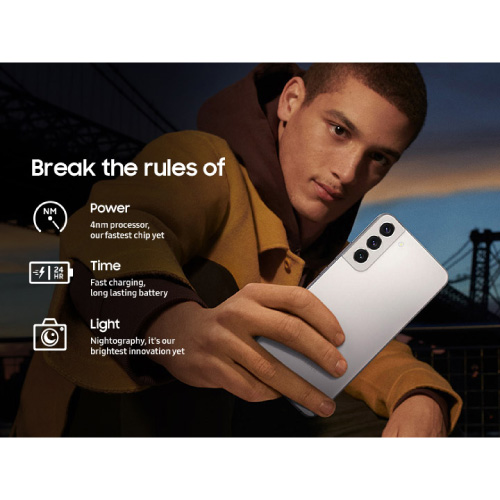 Break the rules of
NM
Power
4nm processor,
our fastest chip yet
24
HR
Time
Fast charging,
long lasting battery
Light
Nightography, it's our
brightest innovation yet